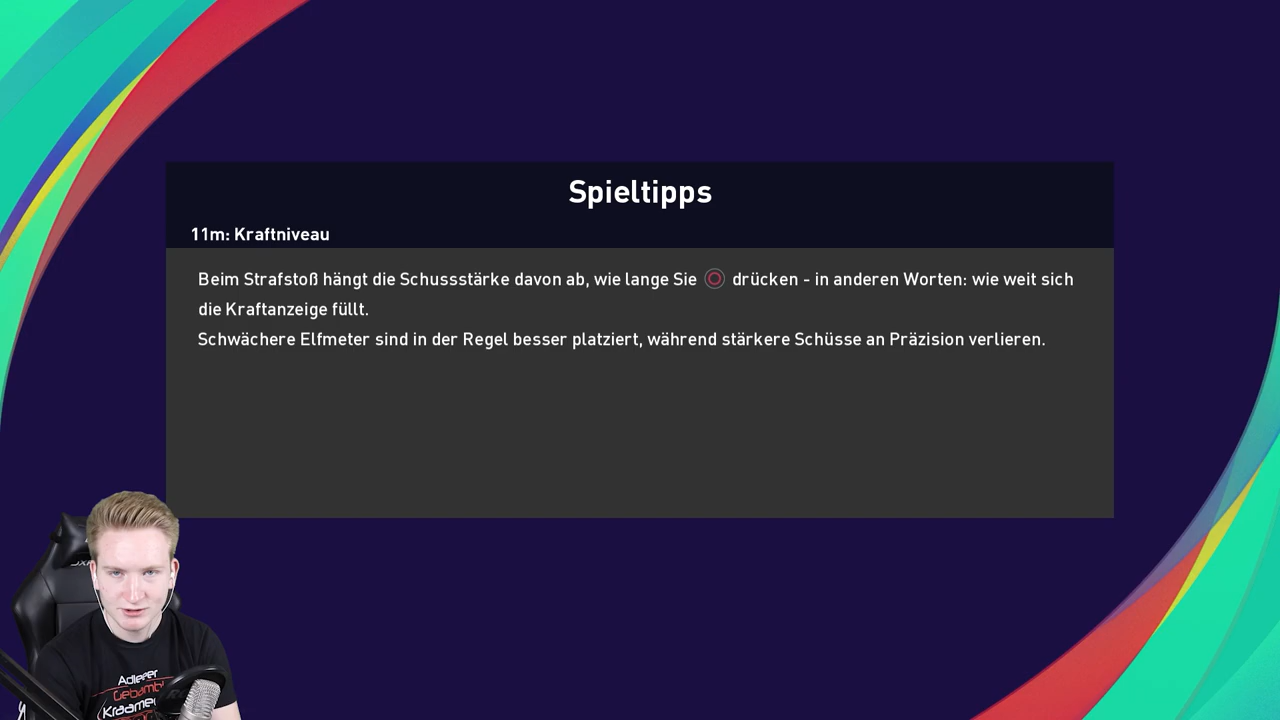 Spieltipps
11m: Kraftniveau
Beim Strafstoß hängt die Schussstärke davon ab, wie lange Sie drücken - in anderen Worten: wie weit sich
die Kraftanzeige füllt.
Schwächere Elfmeter sind in der Regel besser platziert, während stärkere Schüsse an Präzision verlieren.